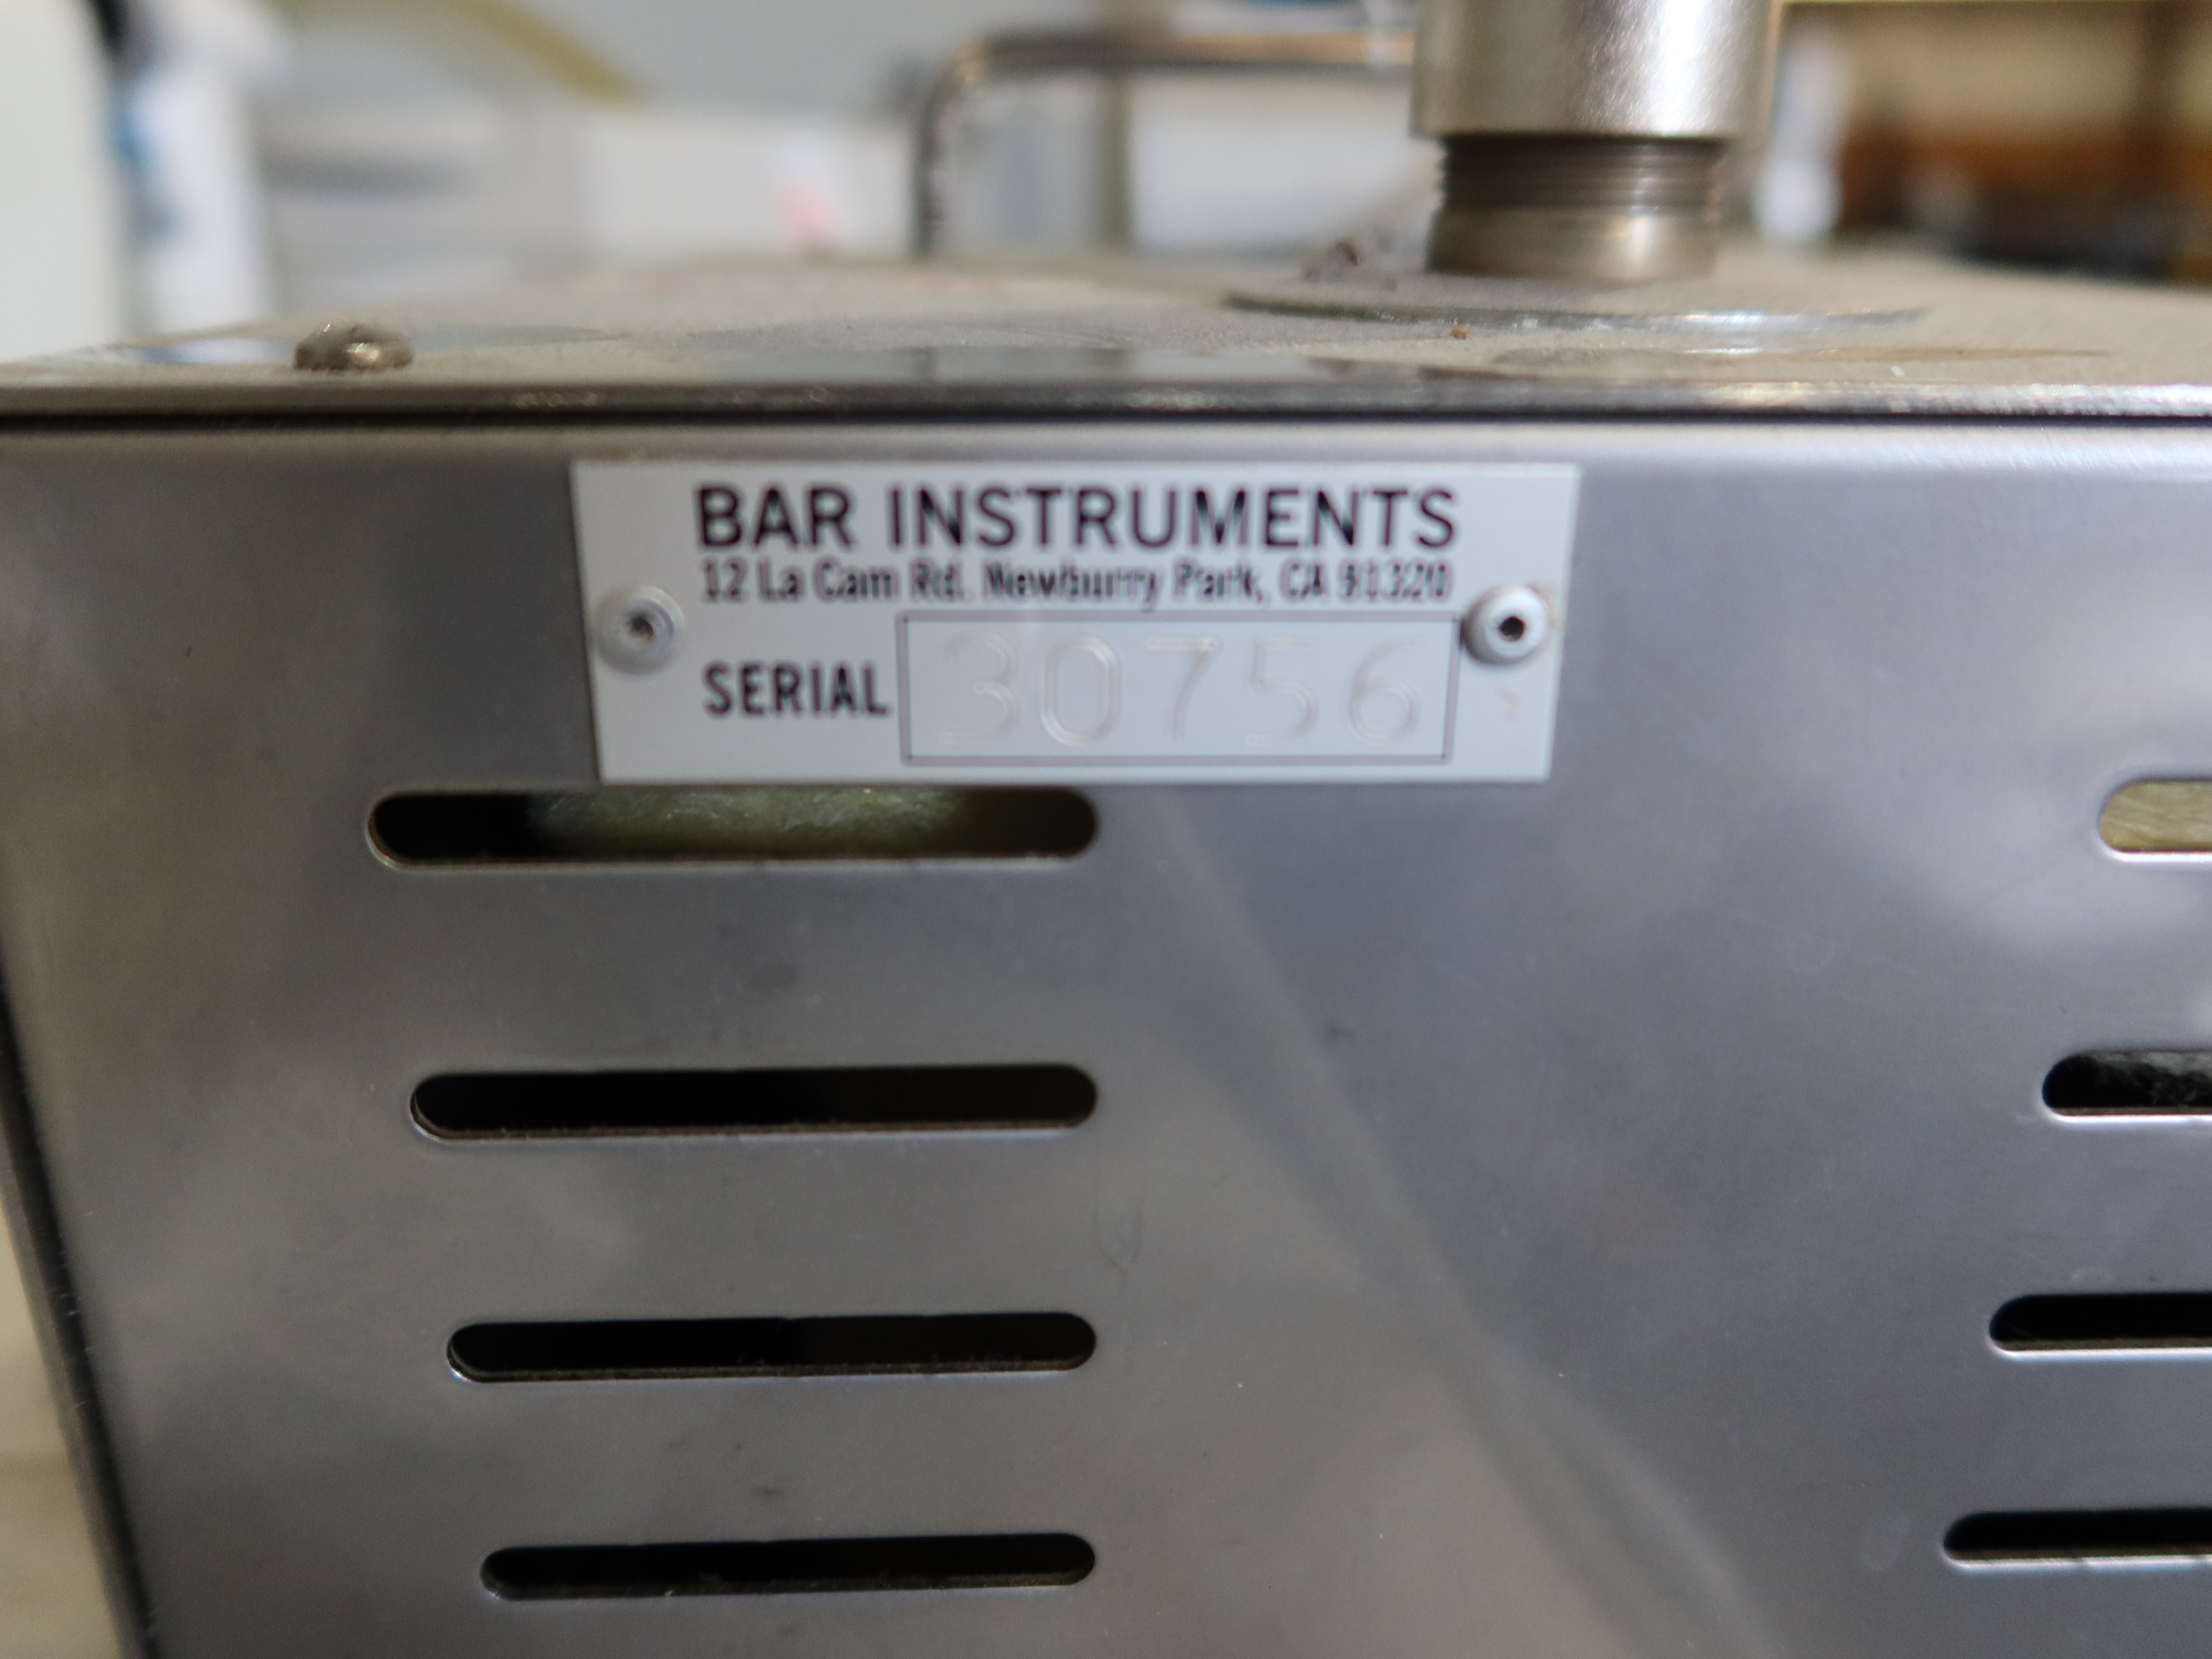 BAR INSTRUMENTS
12 La Cam Rd. Newburry Park, CA 91320
SERIAL 30756